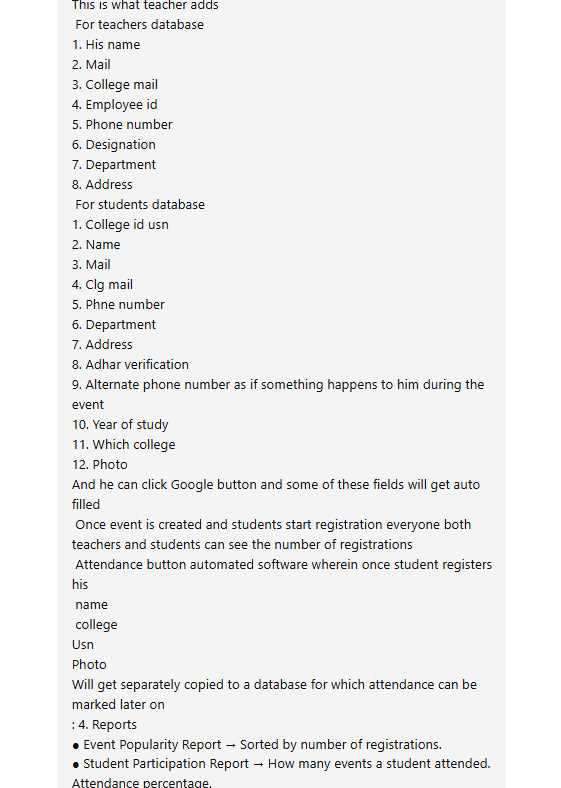 This is what teacher adds
For teachers database
1. His name
2. Mail
3. College mail
4. Employee id
5. Phone number
6. Designation
7. Department
8. Address
For students database
1. College id usn
2. Name
3. Mail
4. Clg mail
5. Phne number
6. Department
7. Address
8. Adhar verification
9. Alternate phone number as if something happens to him during the
event
10. Year of study
11. Which college
12. Photo
And he can click Google button and some of these fields will get auto
filled
Once event is created and students start registration everyone both
teachers and students can see the number of registrations
Attendance button automated software wherein once student registers
his
name
college
Usn
Photo
Will get separately copied to a database for which attendance can be
marked later on
: 4. Reports
● Event Popularity Report → Sorted by number of registrations.
● Student Participation Report → How many events a student attended.
Attendance percentage.